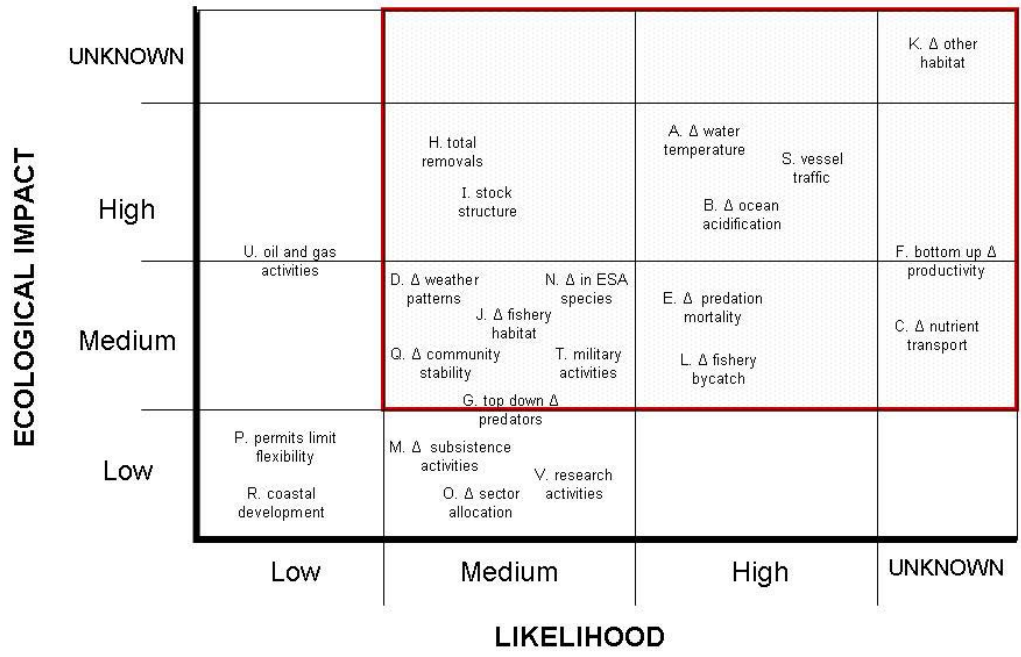 UNKNOWN
K. Δ other
habitat
ECOLOGICAL IMPACT
High
H. total
removals
I. stock
structure
A. Δ water
temperature
S. vessel
traffic
B. Δ ocean
acidification
U. oil and gas
activities
F. bottom up Δ
productivity
Medium
D. Δ weather
patterns
N. Δ in ESA
species
J. Δ fishery
habitat
Q. Δ community
stability
T. military
activities
G. top down Δ
predators
E. Δ predation
mortality
L. Δ fishery
bycatch
C. Δ nutrient
transport
Low
P. permits limit
flexibility
R. coastal
development
M. Δ subsistence
activities
V. research
activities
O. Δ sector
allocation
Low
Medium
High
UNKNOWN
LIKELIHOOD